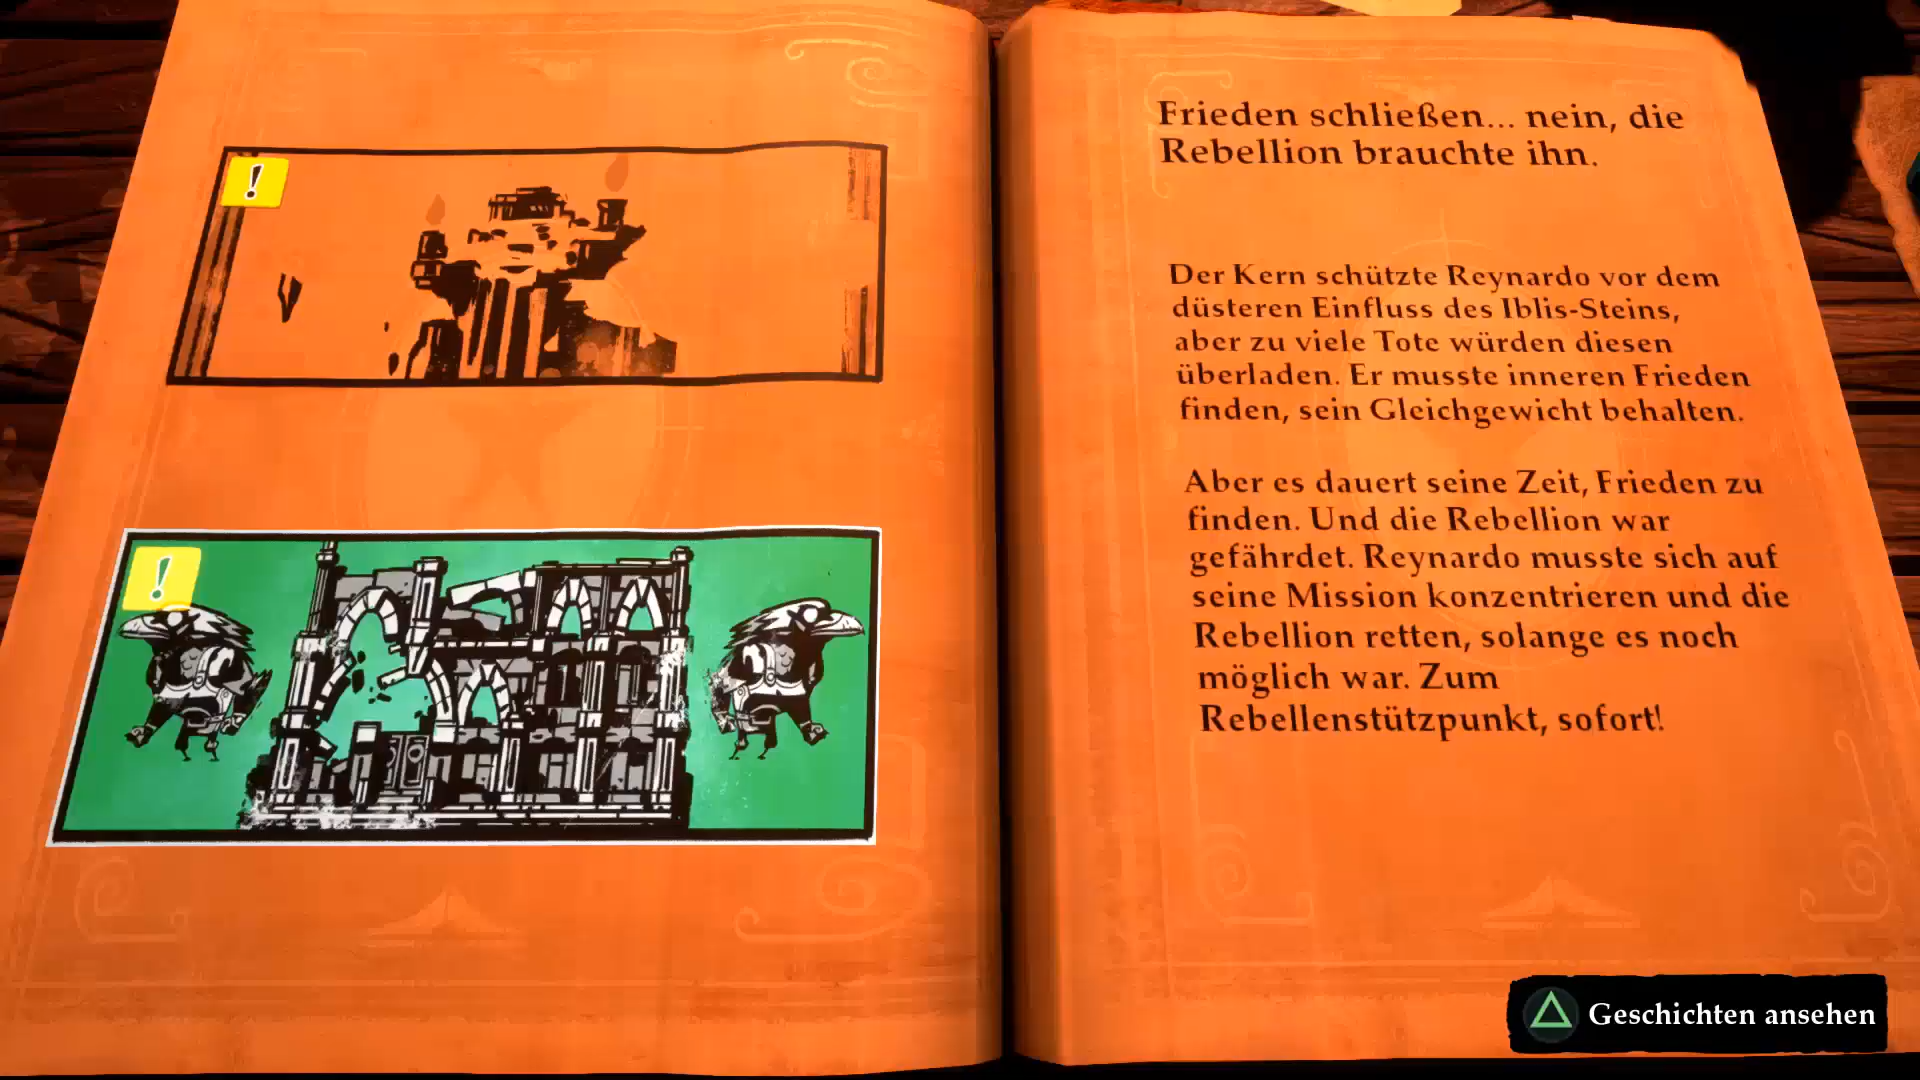 !
!
Frieden schließen... nein, die
Rebellion brauchte ihn.
Der Kern schützte Reynardo vor dem
düsteren Einfluss des Iblis-Steins,
aber zu viele Tote würden diesen
überladen. Er musste inneren Frieden
finden, sein Gleichgewicht behalten.
Aber es dauert seine Zeit, Frieden zu
finden. Und die Rebellion war
gefährdet. Reynardo musste sich auf
seine Mission konzentrieren und die
Rebellion retten, solange es noch
möglich war. Zum
Rebellenstützpunkt, sofort!
Geschichten ansehen